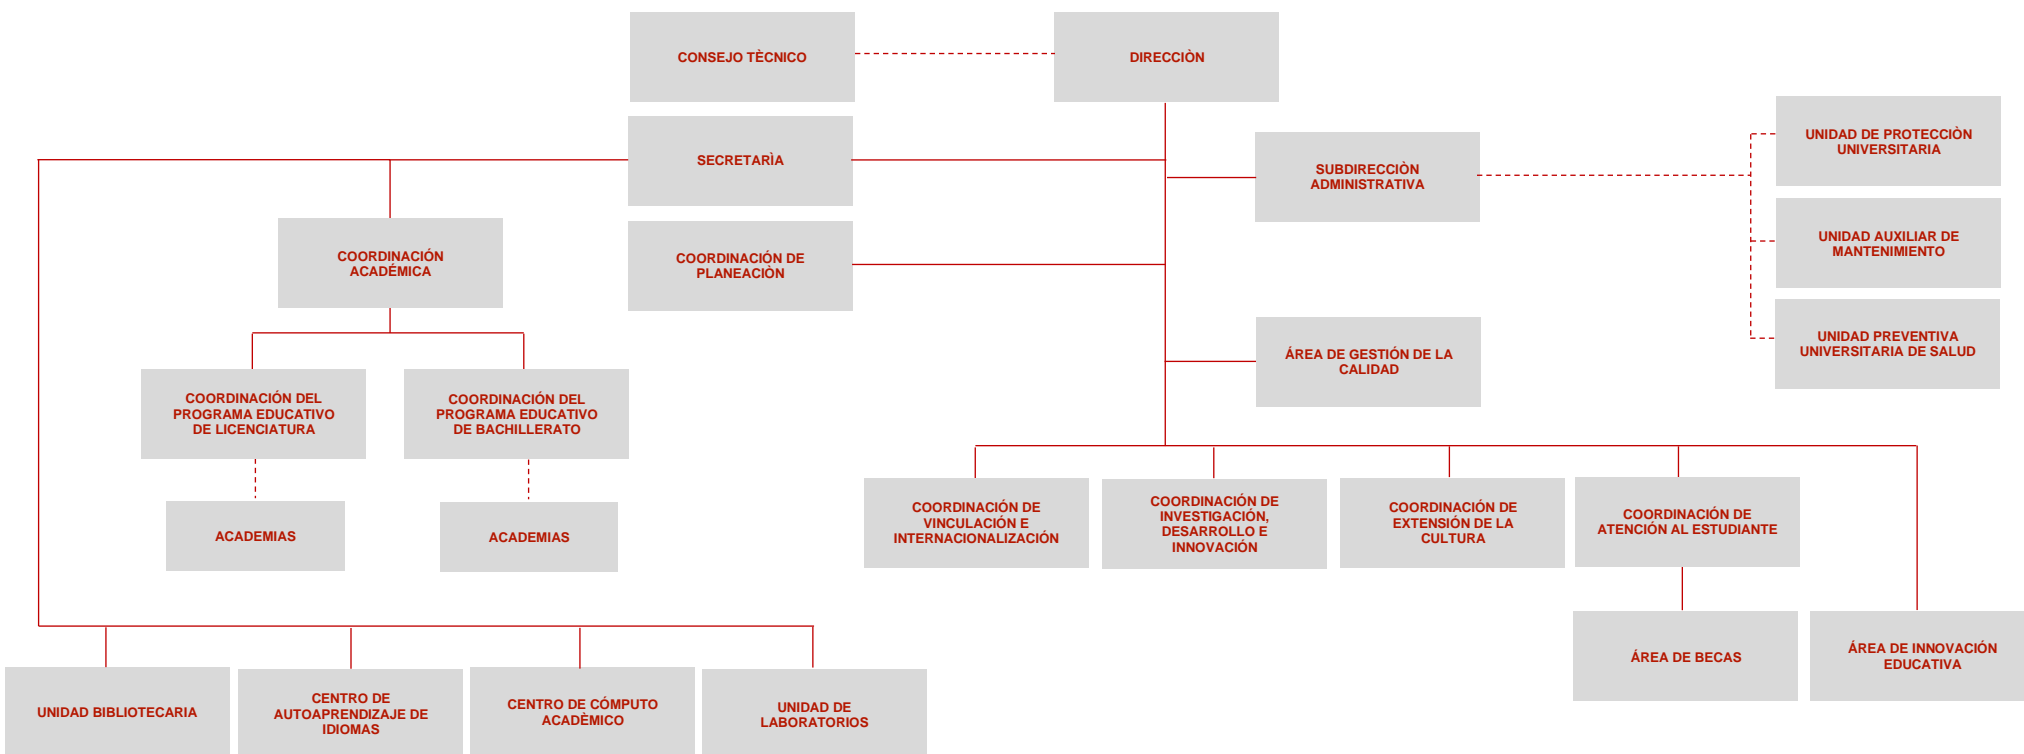 CONSEJO TÈCNICO
DIRECCIÒN
SECRETARÌA
SUBDIRECCIÒN
ADMINISTRATIVA
UNIDAD DE PROTECCIÒN
UNIVERSITARIA
UNIDAD AUXILIAR DE
MANTENIMIENTO
UNIDAD PREVENTIVA
UNIVERSITARIA DE SALUD
COORDINACIÓN
ACADÉMICA
COORDINACIÓN DE
PLANEACIÒN
ÁREA DE GESTIÓN DE LA
CALIDAD
COORDINACIÓN DEL
PROGRAMA EDUCATIVO
DE LICENCIATURA
COORDINACIÓN DEL
PROGRAMA EDUCATIVO
DE BACHILLERATO
ACADEMIAS
ACADEMIAS
COORDINACIÓN DE
VINCULACIÓN E
INTERNACIONALIZACIÓN
COORDINACIÓN DE
INVESTIGACIÓN,
DESARROLLO E
INNOVACIÓN
COORDINACIÓN DE
EXTENSIÓN DE LA
CULTURA
COORDINACIÓN DE
ATENCIÓN AL ESTUDIANTE
ÁREA DE BECAS
ÁREA DE INNOVACIÓN
EDUCATIVA
UNIDAD BIBLIOTECARIA
CENTRO DE
AUTOAPRENDIZAJE DE
IDIOMAS
CENTRO DE CÓMPUTO
ACADÈMICO
UNIDAD DE
LABORATORIOS